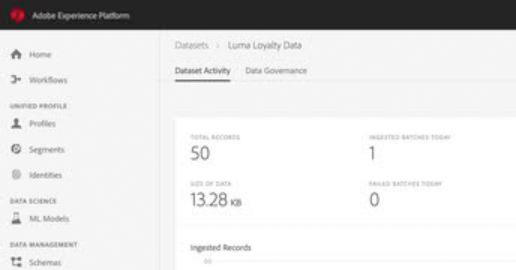 Adobe Experience Platform
Datasets > Luma Loyalty Data
Home
Dataset Activity Data Governance
Workflows
UNIFIED PROFILE
Profiles
TOTAL RECORDS INGESTED BATCHES TODAY
50 1
Segments
Identities
SIZE OF DATA FAILED BATCHES TODAY
13.28 KB 0
DATA SCIENCE
ML Models
DATA MANAGEMENT
Ingested Records
Schemas
60